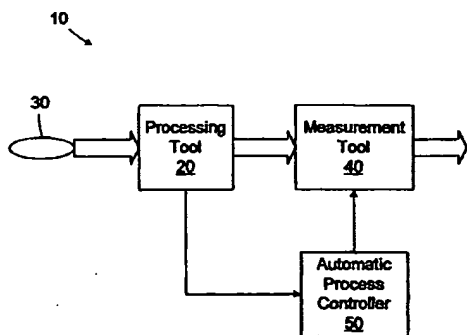 10
30
Processing
Tool
20
Measurement
Tool
40
Automatic
Process
Controller
50